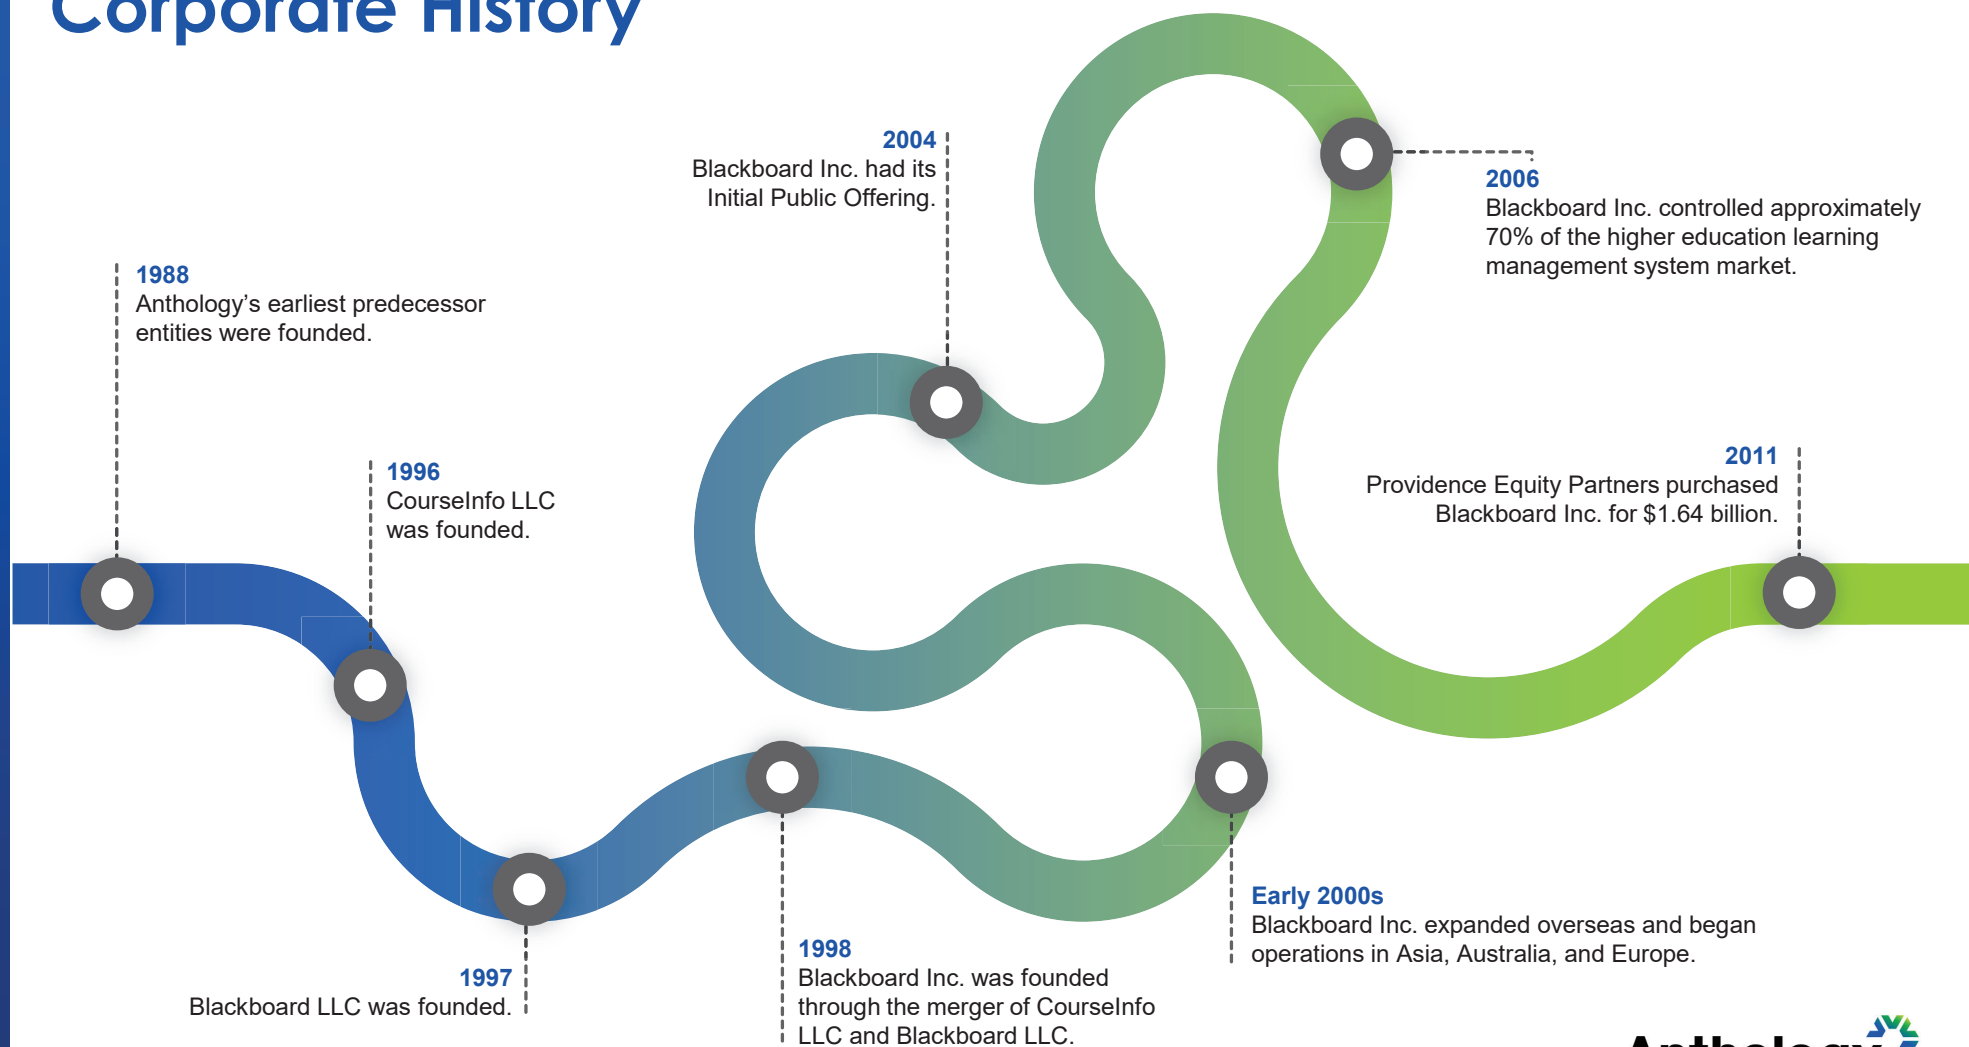 Corporate History
1988
Anthology’s earliest predecessor
entities were founded.
1996
CourseInfo LLC
was founded.
1997
Blackboard LLC was founded.
1998
Blackboard Inc. was founded
through the merger of CourseInfo
LLC and Blackboard LLC.
Early 2000s
Blackboard Inc. expanded overseas and began
operations in Asia, Australia, and Europe.
2004
Blackboard Inc. had its
Initial Public Offering.
2006
Blackboard Inc. controlled approximately
70% of the higher education learning
management system market.
2011
Providence Equity Partners purchased
Blackboard Inc. for $1.64 billion.
Anthology